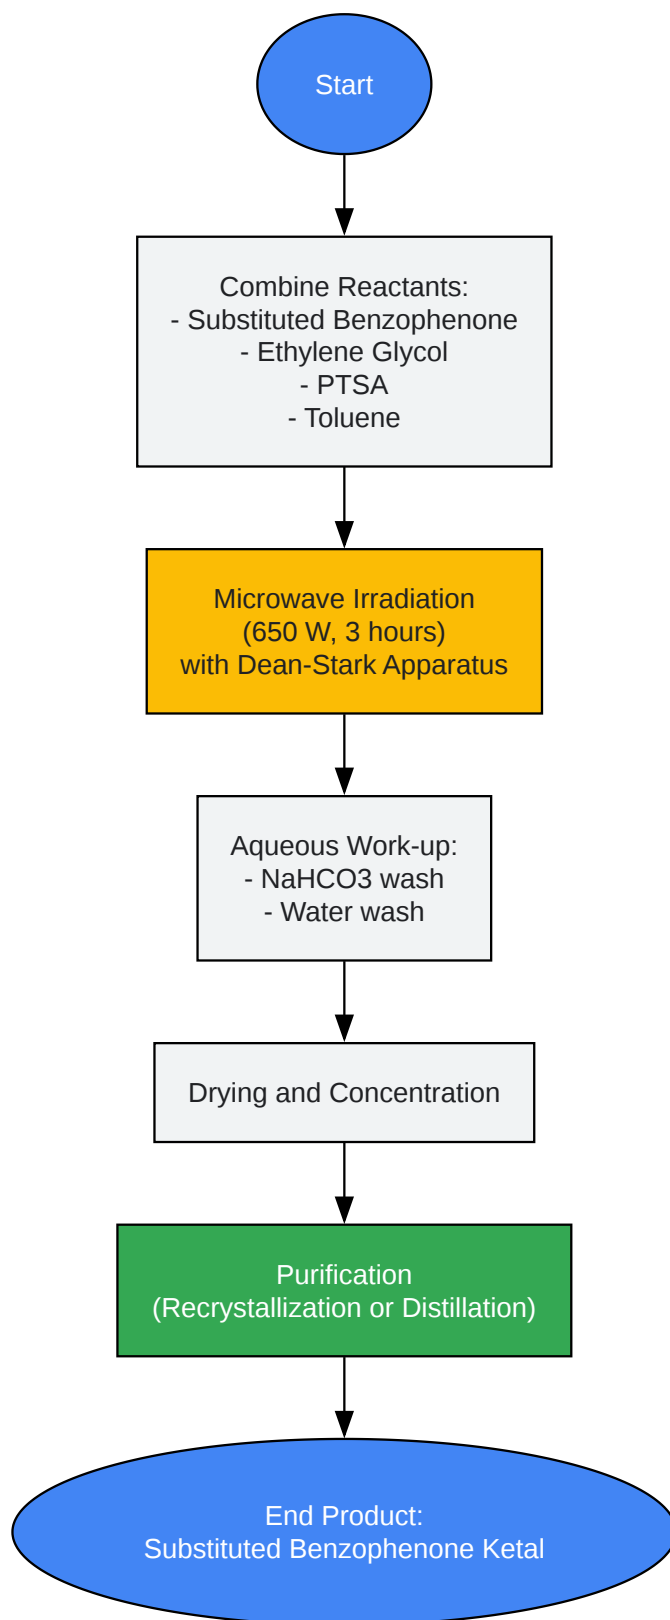 Start
Combine Reactants:
- Substituted Benzophenone
- Ethylene Glycol
- PTSA
- Toluene
Microwave Irradiation
(650 W, 3 hours)
with Dean-Stark Apparatus
Aqueous Work-up:
- NaHCO3 wash
- Water wash
Drying and Concentration
Purification
(Recrystallization or Distillation)
End Product:
Substituted Benzophenone Ketal